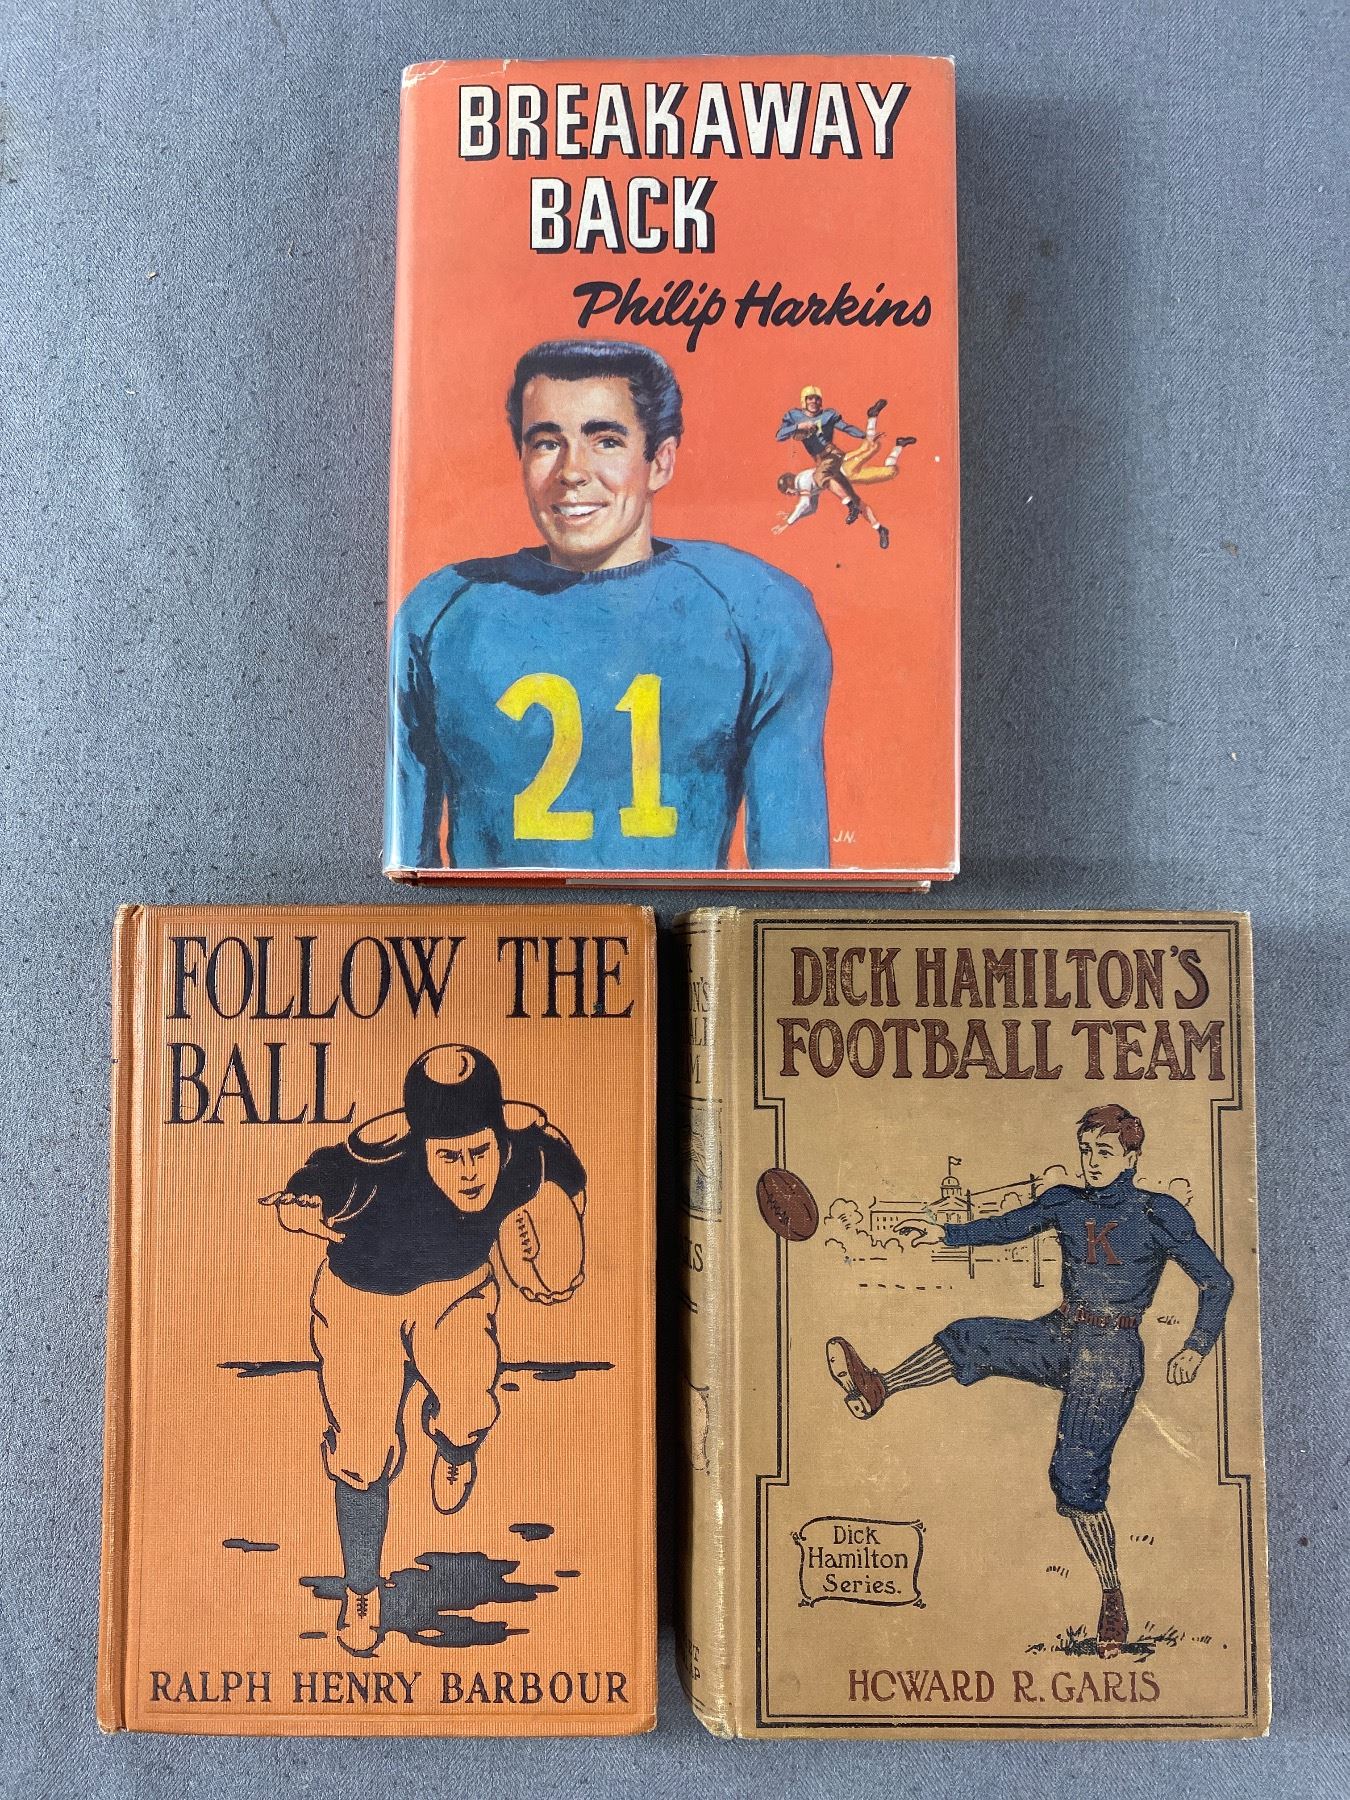 BREAKAWAY
BACK
Philip Harkins
21
J.N.
FOLLOW THE
BALL
RALPH HENRY BARBOUR
DICK HAMILTON'S
FOOTBALL TEAM
K
Dick
Hamilton
Series.
HOWARD R. GARIS